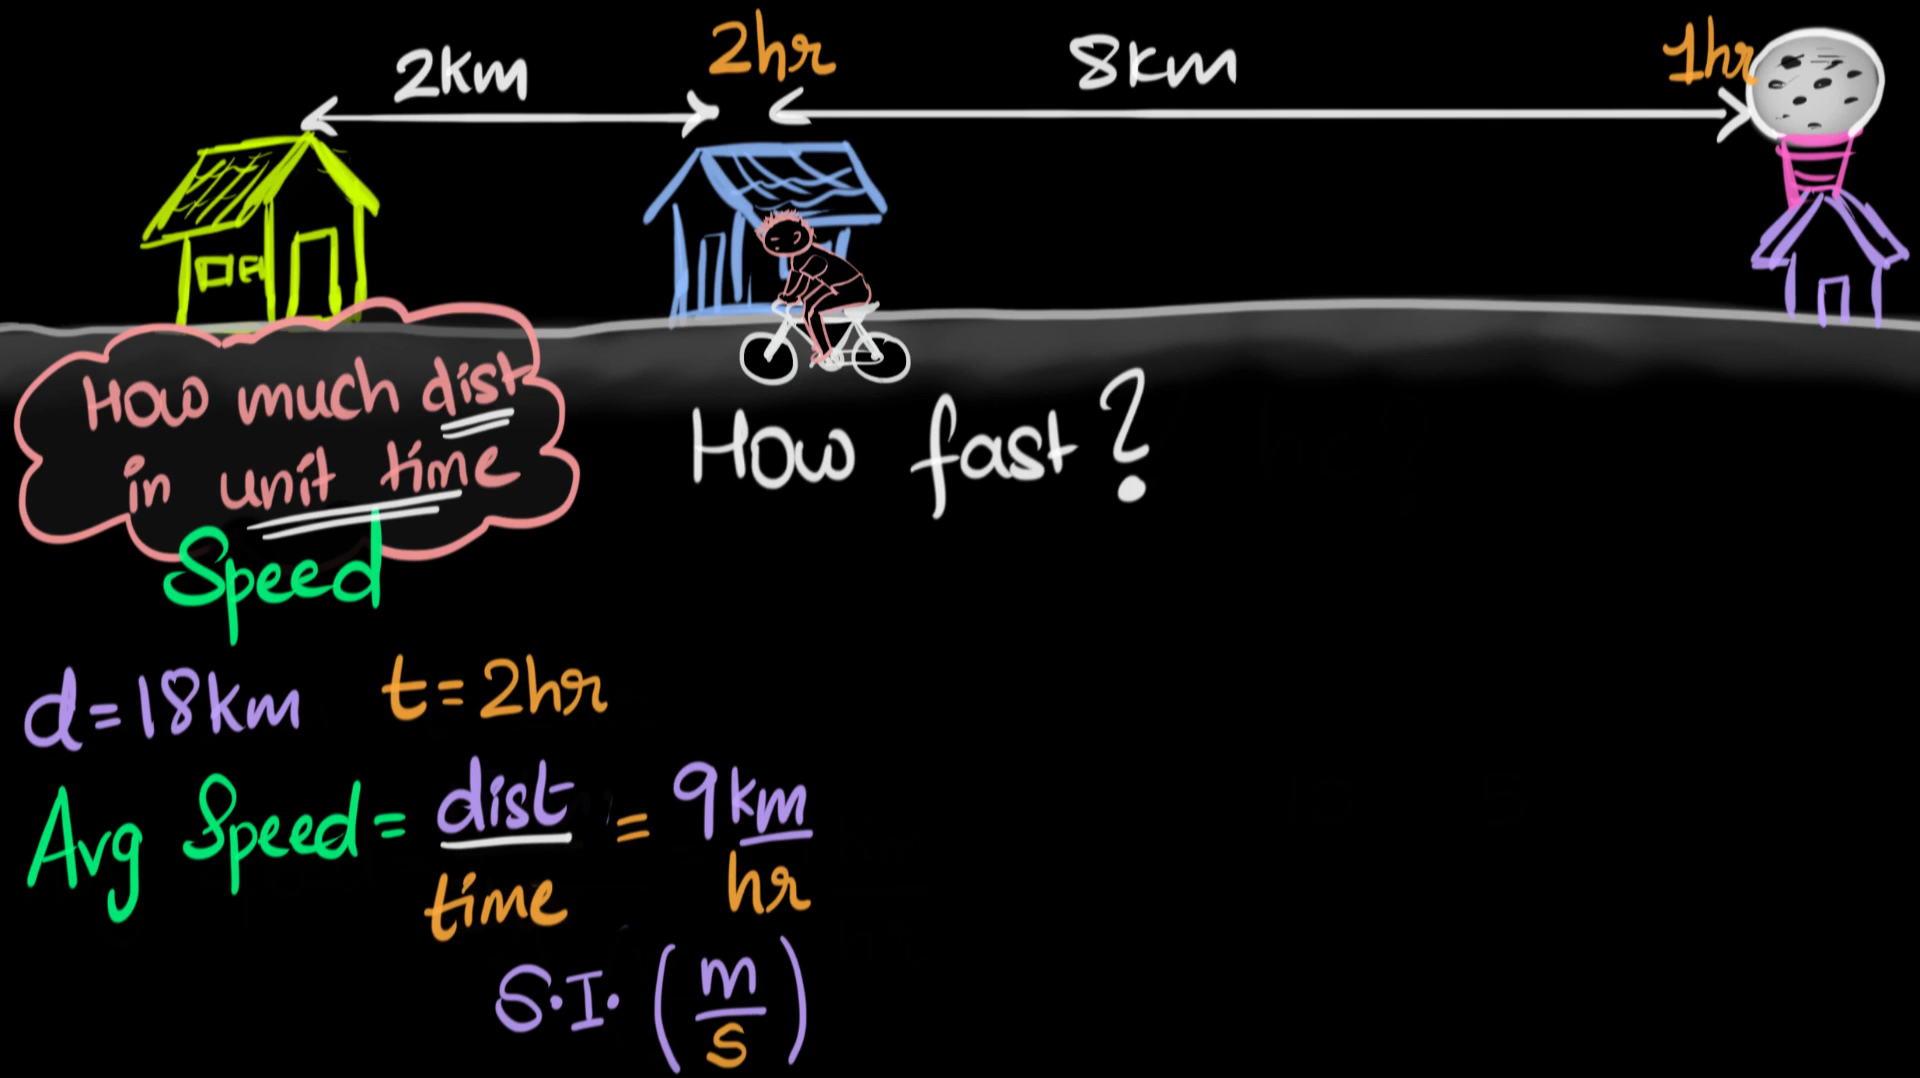 2km 2hr 8km 1hr
How much dist
in unit time
How fast?
Speed
d=18km t=2hr
Avg Speed = dist/time = 9 km/hr
S.I. (m/s)